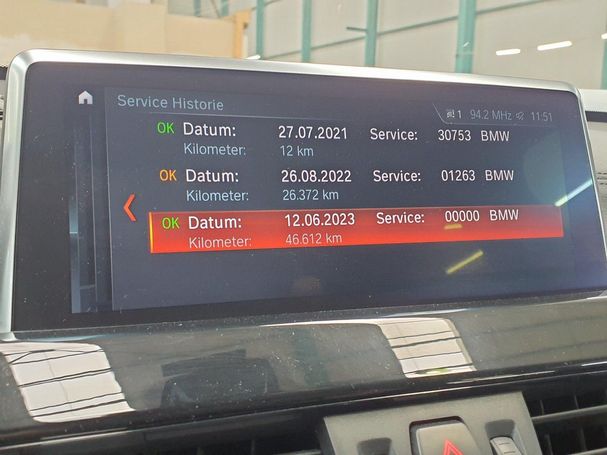 Service Historie 1 94.2 MHz 11:51
OK Datum: 27.07.2021 Service: 30753 BMW
Kilometer: 12 km
OK Datum: 26.08.2022 Service: 01263 BMW
Kilometer: 26.372 km
OK Datum: 12.06.2023 Service: 00000 BMW
Kilometer: 46.612 km